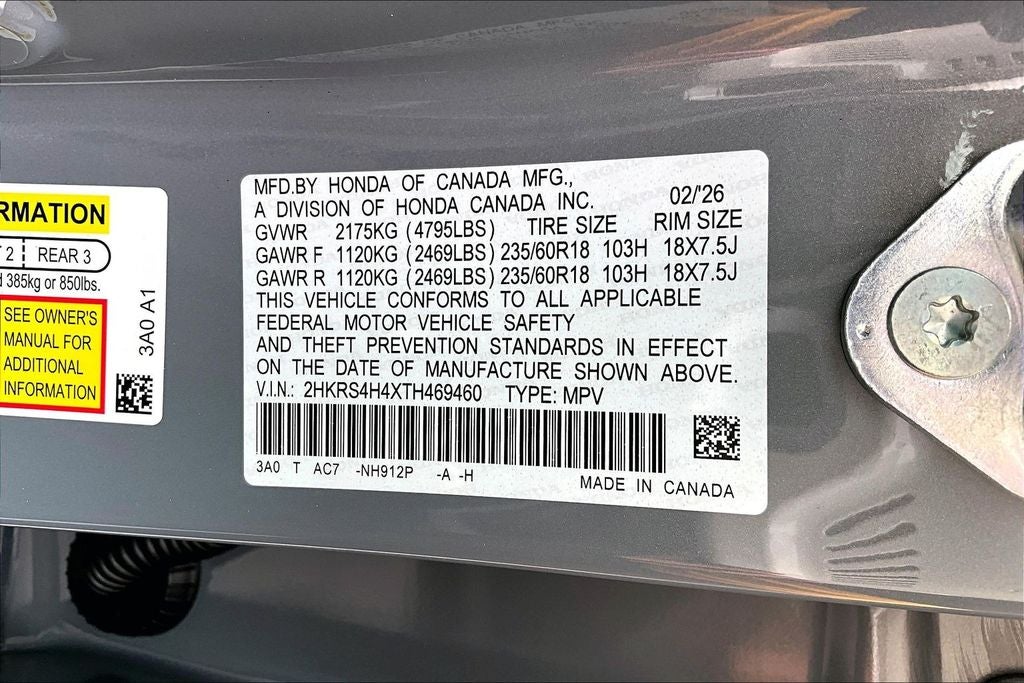 RMATION
T 2 REAR 3
d 385kg or 850lbs.
SEE OWNER'S
MANUAL FOR
ADDITIONAL
INFORMATION
3A0 A1
MFD.BY HONDA OF CANADA MFG.,
A DIVISION OF HONDA CANADA INC. 02/'26
GVWR 2175KG (4795LBS) TIRE SIZE RIM SIZE
GAWR F 1120KG (2469LBS) 235/60R18 103H 18X7.5J
GAWR R 1120KG (2469LBS) 235/60R18 103H 18X7.5J
THIS VEHICLE CONFORMS TO ALL APPLICABLE
FEDERAL MOTOR VEHICLE SAFETY
AND THEFT PREVENTION STANDARDS IN EFFECT
ON THE DATE OF MANUFACTURE SHOWN ABOVE.
V.I.N.: 2HKRS4H4XTH469460 TYPE: MPV
3A0 T AC7 -NH912P -A -H
MADE IN CANADA